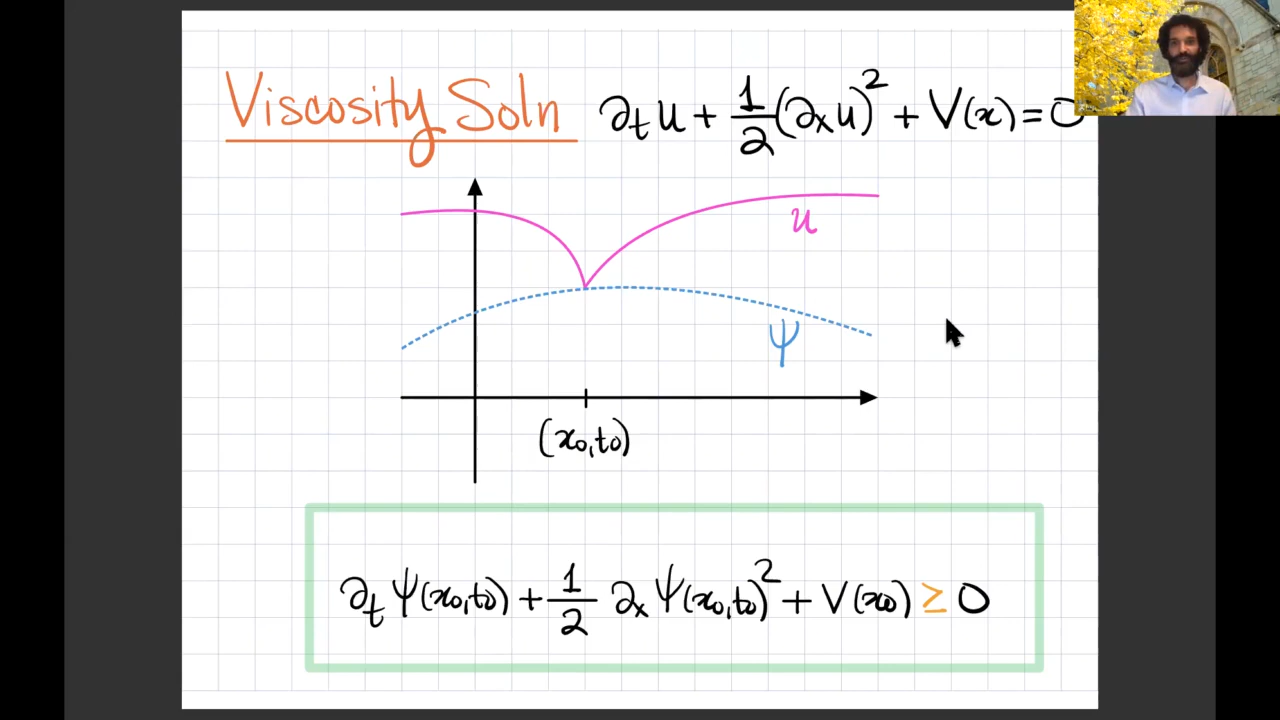 Viscosity Soln ∂ₜu + 1/2 (∂ₓu)² + V(x) = 0
u
ψ
(x₀,t₀)
∂ₜψ(x₀,t₀) + 1/2 ∂ₓψ(x₀,t₀)² + V(x₀) ≥ 0